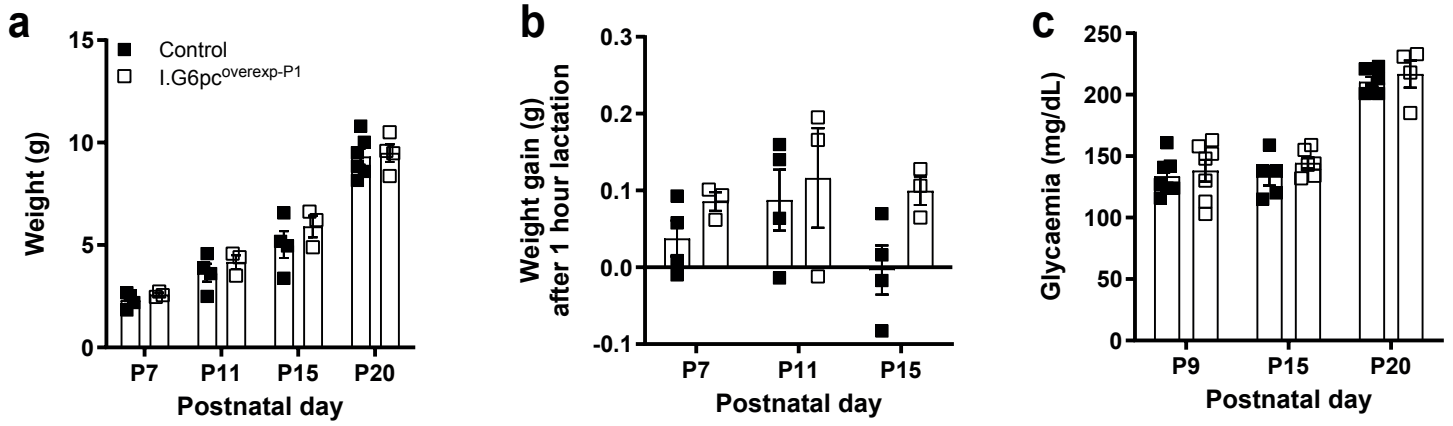 a
Weight (g)
15
10
5
0
Control
I.G6pcoverexp-P1
P7 P11 P15 P20
Postnatal day
b
Weight gain (g)
after 1 hour lactation
0.3
0.2
0.1
0.0
-0.1
P7 P11 P15
Postnatal day
c
Glycaemia (mg/dL)
250
200
150
100
50
0
P9 P15 P20
Postnatal day